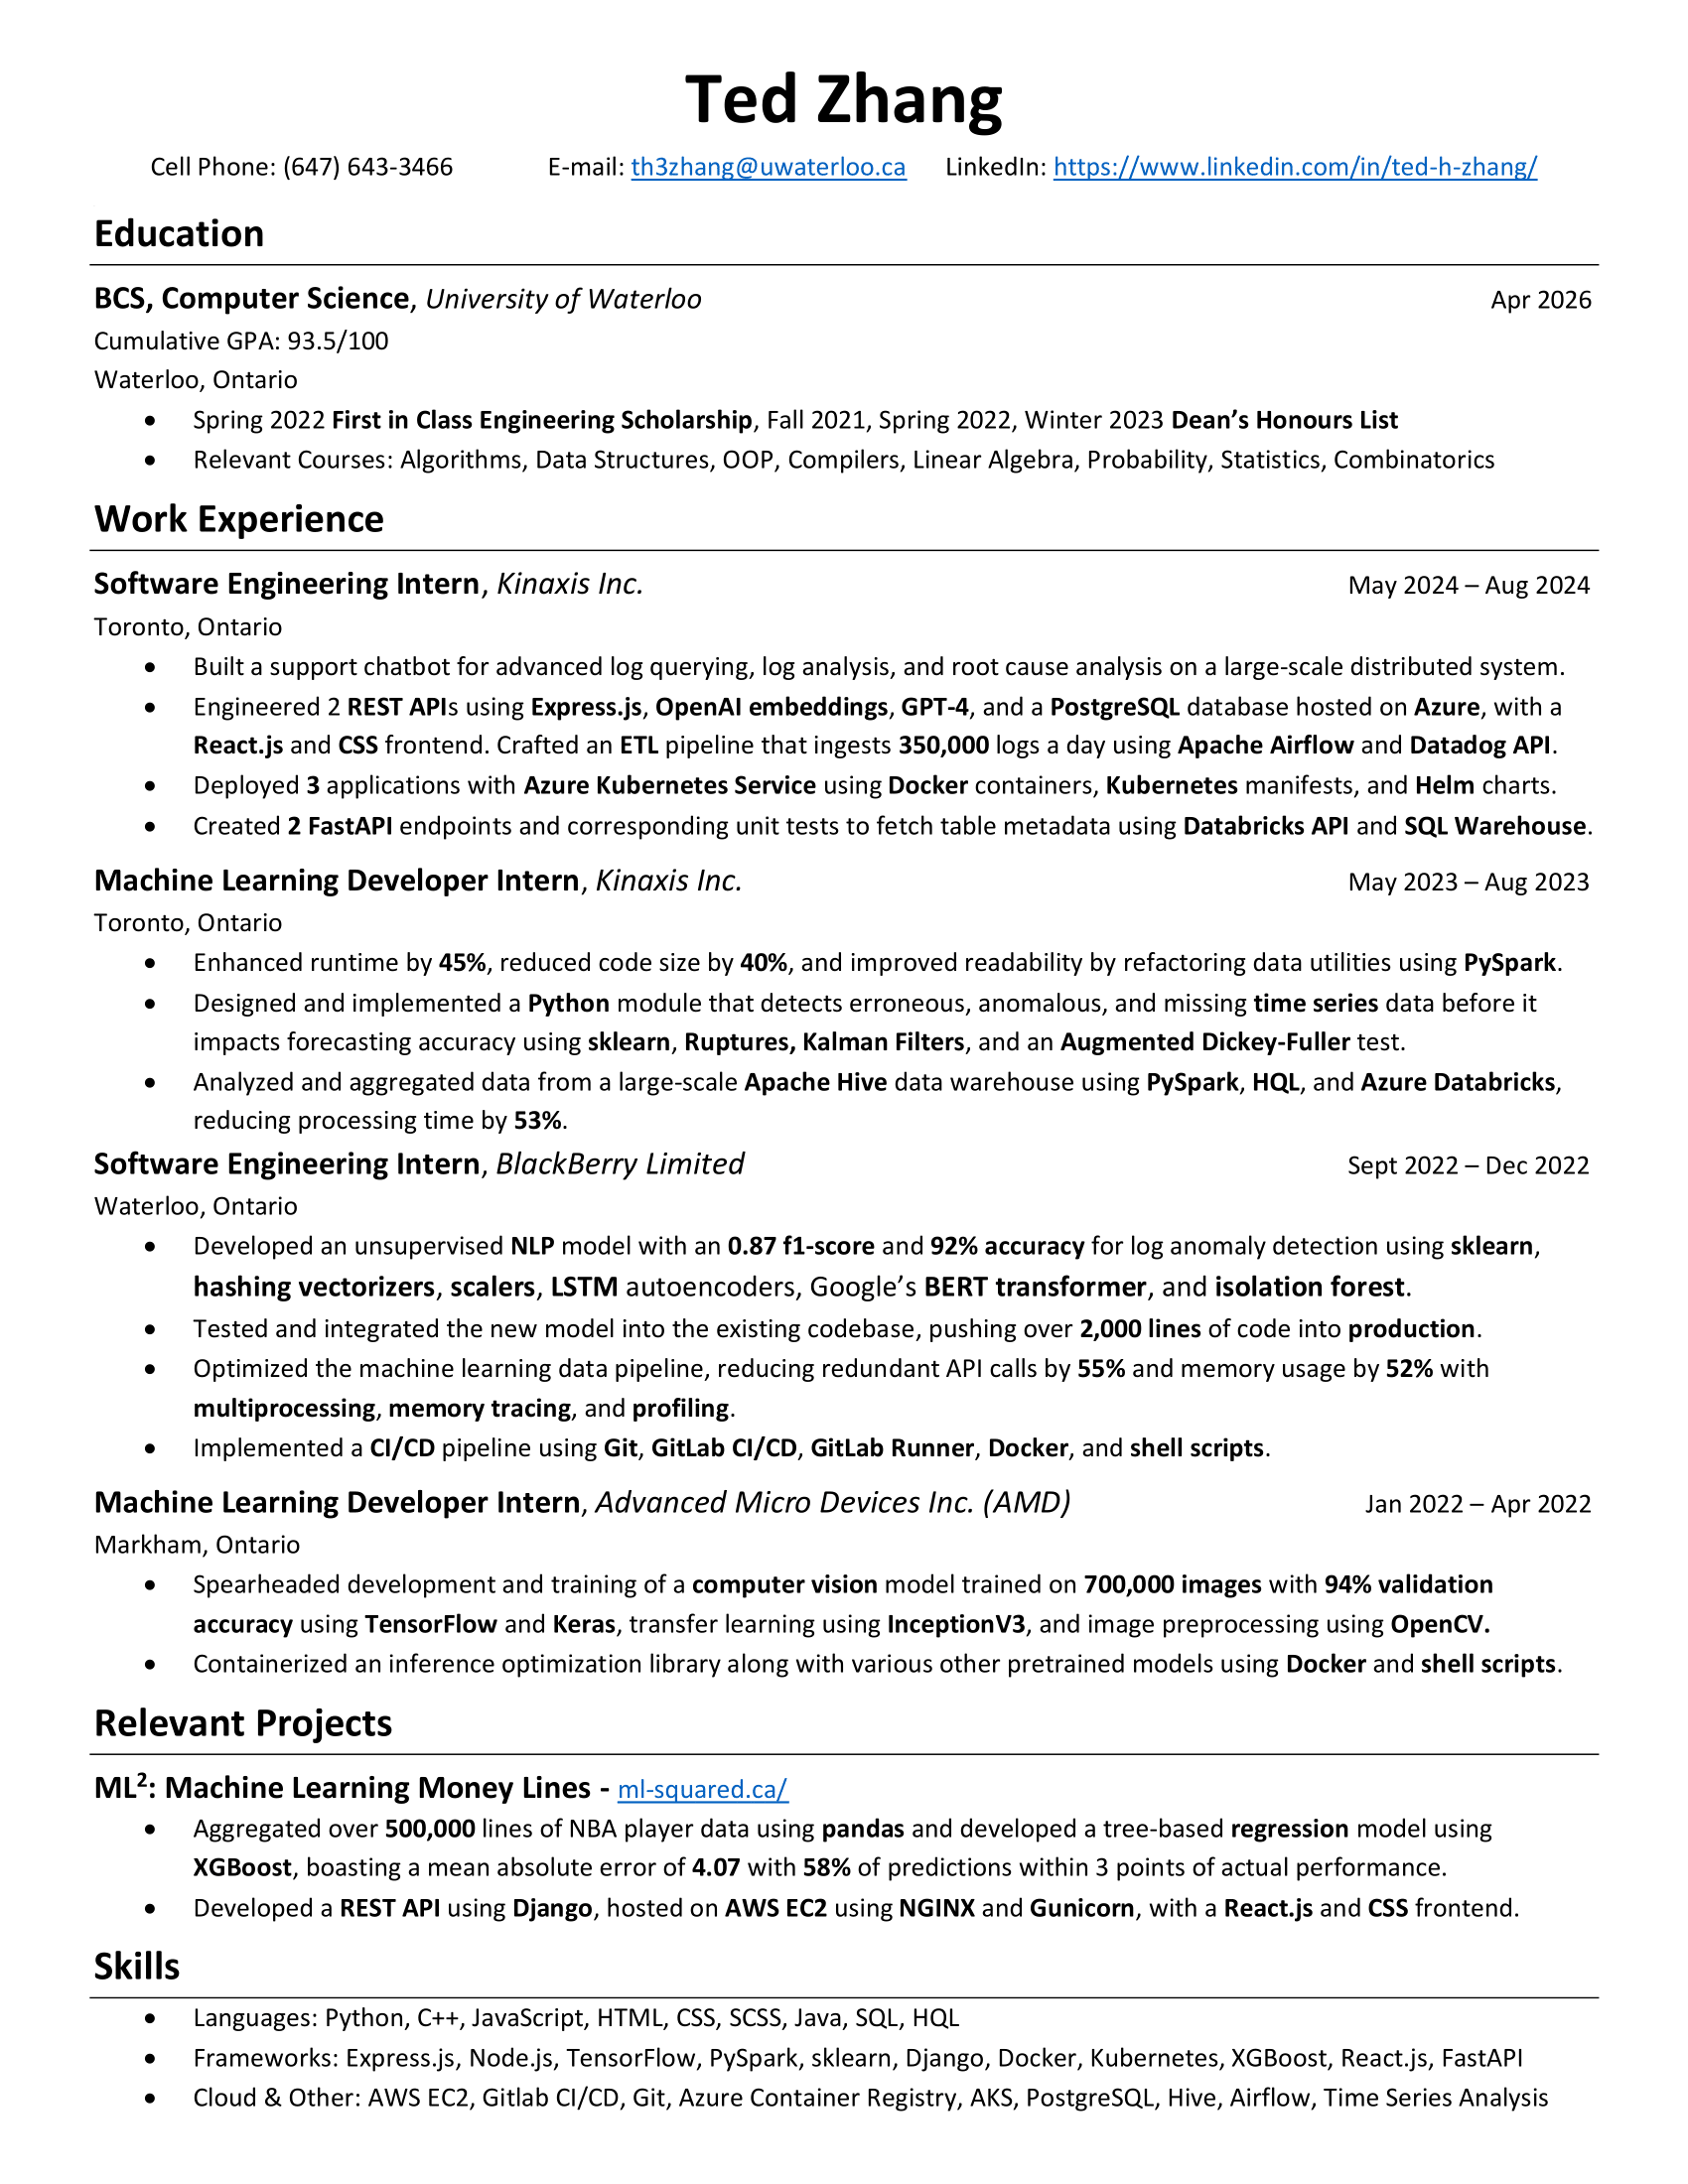 Ted Zhang
Cell Phone: (647) 643-3466 E-mail: th3zhang@uwaterloo.ca LinkedIn: https://www.linkedin.com/in/ted-h-zhang/
Education
BCS, Computer Science, University of Waterloo Apr 2026
Cumulative GPA: 93.5/100
Waterloo, Ontario
• Spring 2022 First in Class Engineering Scholarship, Fall 2021, Spring 2022, Winter 2023 Dean’s Honours List
• Relevant Courses: Algorithms, Data Structures, OOP, Compilers, Linear Algebra, Probability, Statistics, Combinatorics
Work Experience
Software Engineering Intern, Kinaxis Inc. May 2024 – Aug 2024
Toronto, Ontario
• Built a support chatbot for advanced log querying, log analysis, and root cause analysis on a large-scale distributed system.
• Engineered 2 REST APIs using Express.js, OpenAI embeddings, GPT-4, and a PostgreSQL database hosted on Azure, with a
React.js and CSS frontend. Crafted an ETL pipeline that ingests 350,000 logs a day using Apache Airflow and Datadog API.
• Deployed 3 applications with Azure Kubernetes Service using Docker containers, Kubernetes manifests, and Helm charts.
• Created 2 FastAPI endpoints and corresponding unit tests to fetch table metadata using Databricks API and SQL Warehouse.
Machine Learning Developer Intern, Kinaxis Inc. May 2023 – Aug 2023
Toronto, Ontario
• Enhanced runtime by 45%, reduced code size by 40%, and improved readability by refactoring data utilities using PySpark.
• Designed and implemented a Python module that detects erroneous, anomalous, and missing time series data before it
impacts forecasting accuracy using sklearn, Ruptures, Kalman Filters, and an Augmented Dickey-Fuller test.
• Analyzed and aggregated data from a large-scale Apache Hive data warehouse using PySpark, HQL, and Azure Databricks,
reducing processing time by 53%.
Software Engineering Intern, BlackBerry Limited Sept 2022 – Dec 2022
Waterloo, Ontario
• Developed an unsupervised NLP model with an 0.87 f1-score and 92% accuracy for log anomaly detection using sklearn,
hashing vectorizers, scalers, LSTM autoencoders, Google’s BERT transformer, and isolation forest.
• Tested and integrated the new model into the existing codebase, pushing over 2,000 lines of code into production.
• Optimized the machine learning data pipeline, reducing redundant API calls by 55% and memory usage by 52% with
multiprocessing, memory tracing, and profiling.
• Implemented a CI/CD pipeline using Git, GitLab CI/CD, GitLab Runner, Docker, and shell scripts.
Machine Learning Developer Intern, Advanced Micro Devices Inc. (AMD) Jan 2022 – Apr 2022
Markham, Ontario
• Spearheaded development and training of a computer vision model trained on 700,000 images with 94% validation
accuracy using TensorFlow and Keras, transfer learning using InceptionV3, and image preprocessing using OpenCV.
• Containerized an inference optimization library along with various other pretrained models using Docker and shell scripts.
Relevant Projects
ML²: Machine Learning Money Lines - ml-squared.ca/
• Aggregated over 500,000 lines of NBA player data using pandas and developed a tree-based regression model using
XGBoost, boasting a mean absolute error of 4.07 with 58% of predictions within 3 points of actual performance.
• Developed a REST API using Django, hosted on AWS EC2 using NGINX and Gunicorn, with a React.js and CSS frontend.
Skills
• Languages: Python, C++, JavaScript, HTML, CSS, SCSS, Java, SQL, HQL
• Frameworks: Express.js, Node.js, TensorFlow, PySpark, sklearn, Django, Docker, Kubernetes, XGBoost, React.js, FastAPI
• Cloud & Other: AWS EC2, Gitlab CI/CD, Git, Azure Container Registry, AKS, PostgreSQL, Hive, Airflow, Time Series Analysis